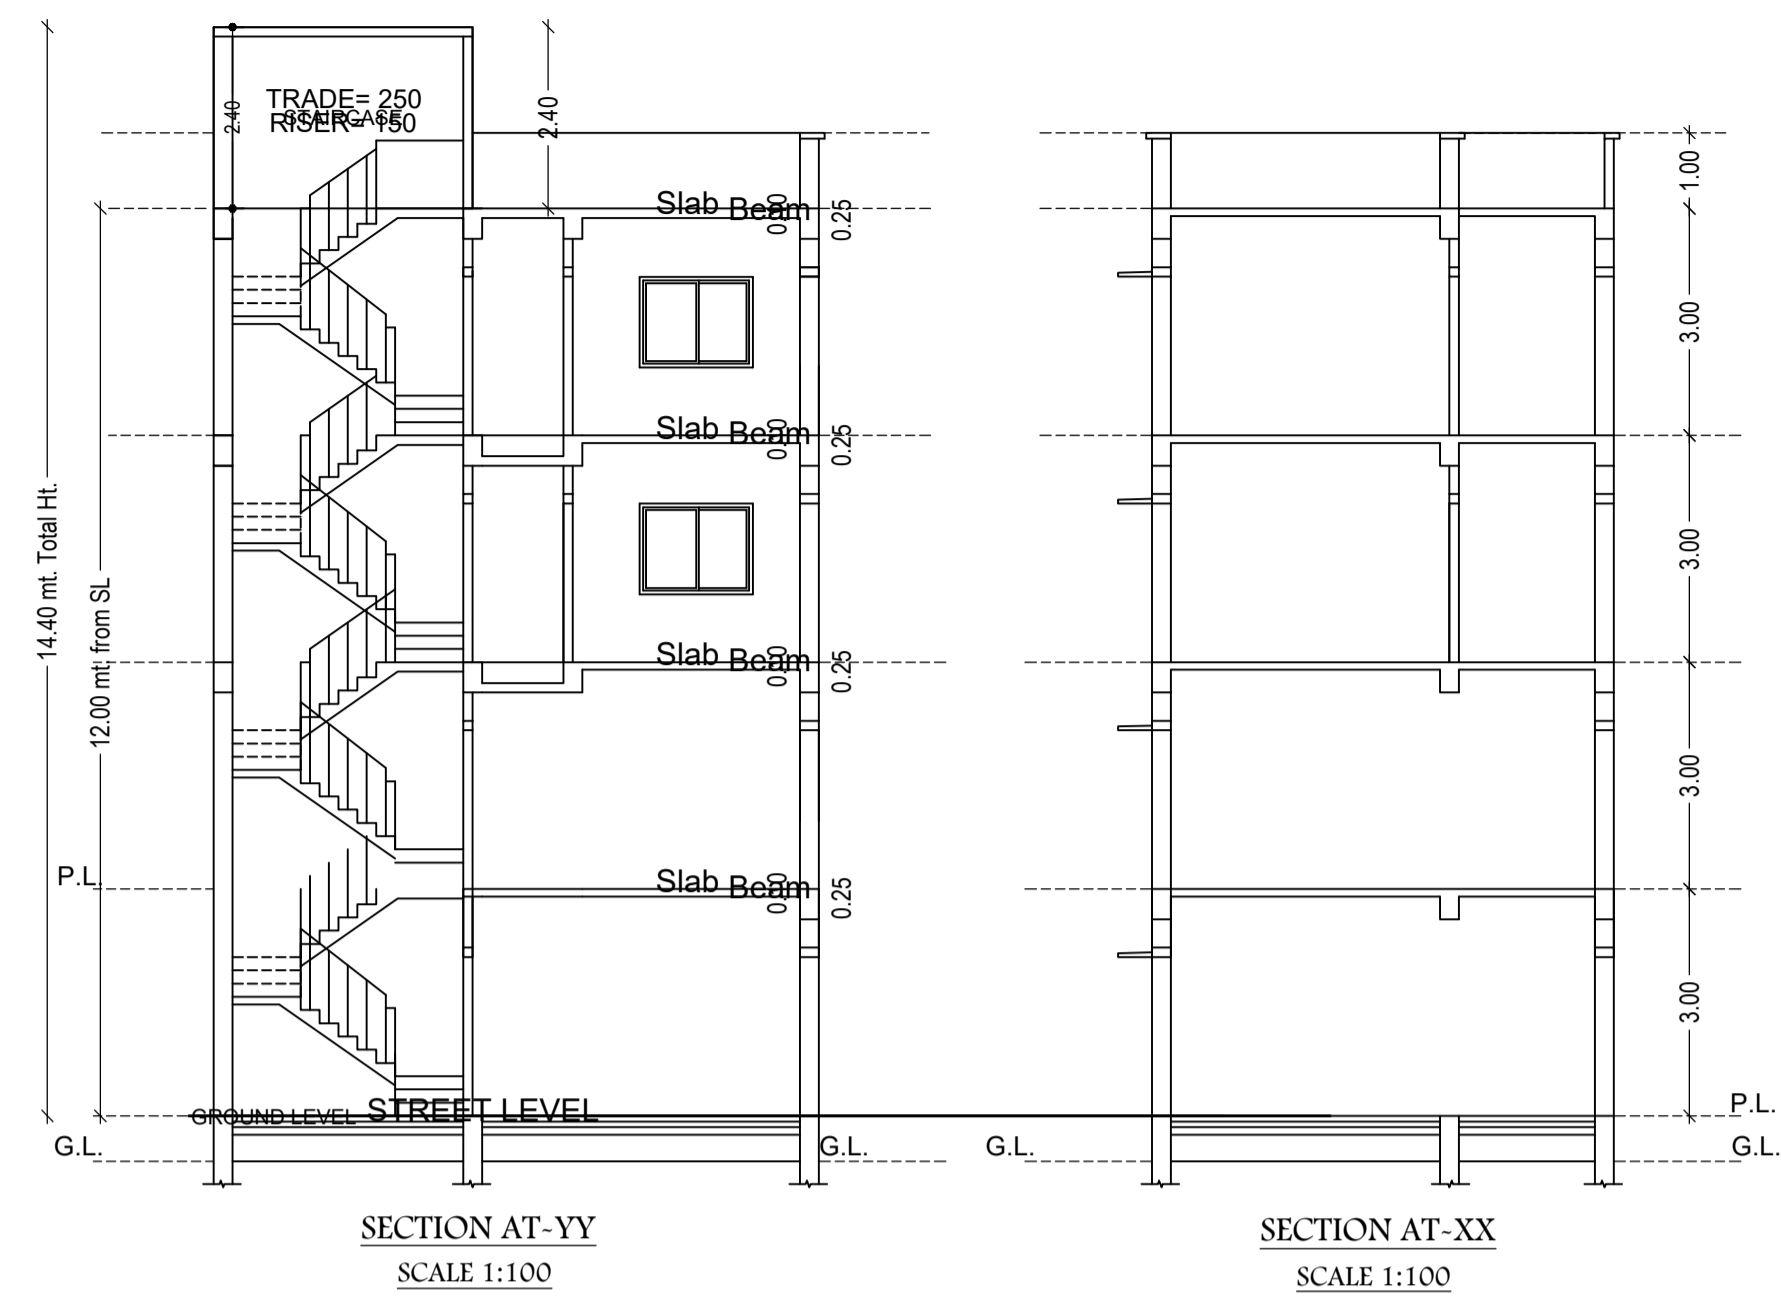 TRADE= 250
STAIRCASE
RISER= 150
2.40
2.40
1.00
Slab Beam
0.25
3.00
Slab Beam
0.25
3.00
14.40 mt. Total Ht.
12.00 mt. from SL
Slab Beam
0.25
3.00
P.L.
Slab Beam
0.25
3.00
GROUND LEVEL
STREET LEVEL
P.L.
G.L.
G.L.
G.L.
G.L.
SECTION AT-YY
SCALE 1:100
SECTION AT-XX
SCALE 1:100